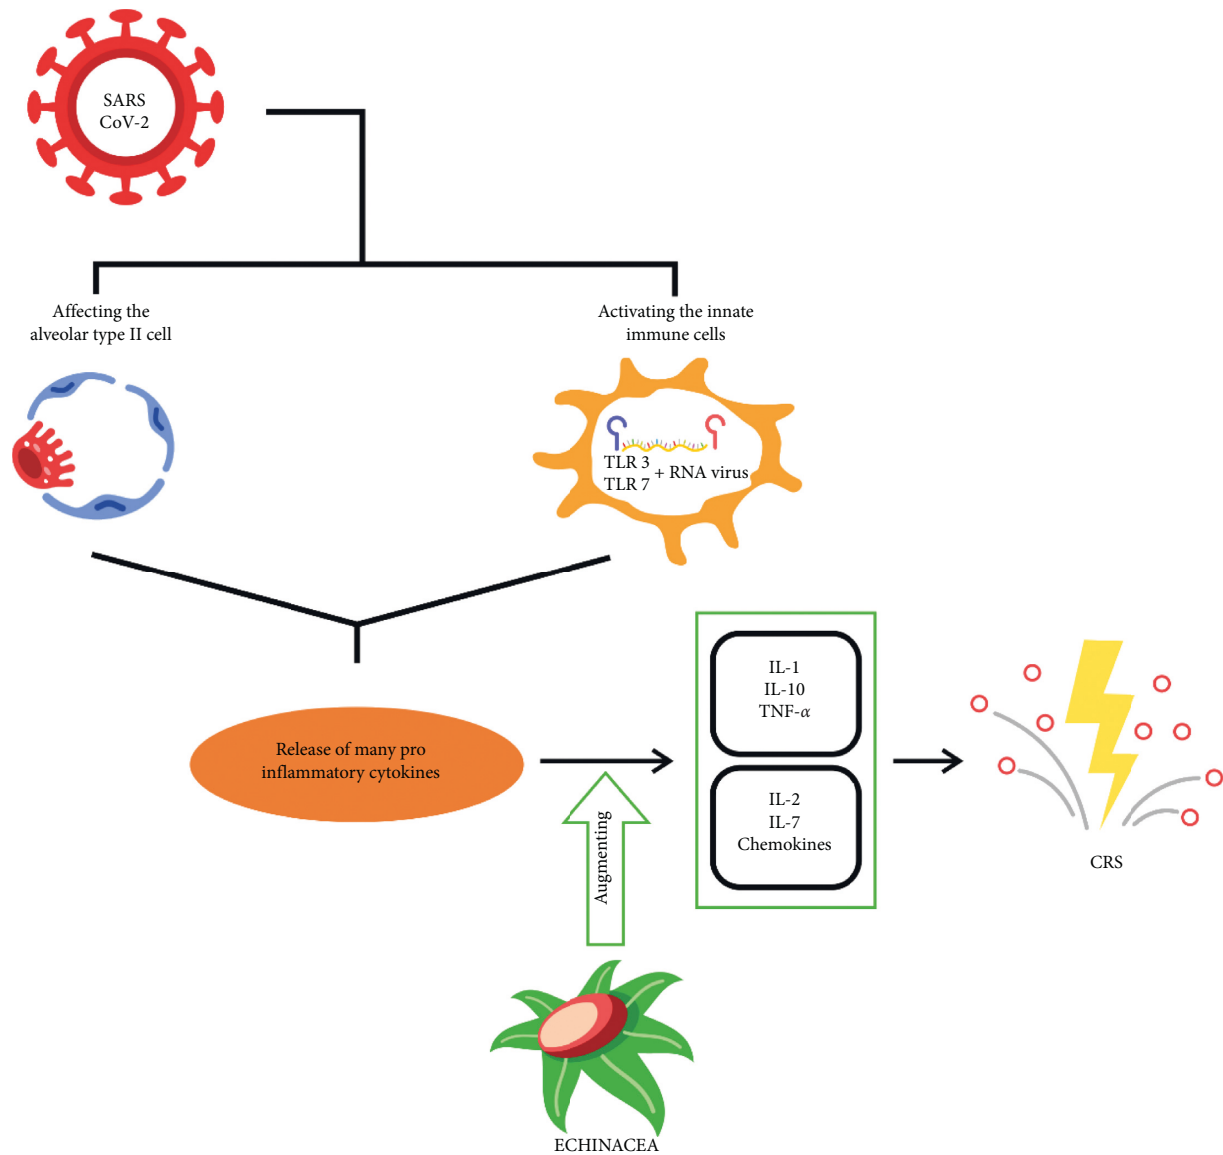 SARS
CoV-2
Affecting the
alveolar type II cell
Activating the innate
immune cells
TLR 3
TLR 7
+ RNA virus
Release of many pro
inflammatory cytokines
Augmenting
IL-1
IL-10
TNF-α
IL-2
IL-7
Chemokines
CRS
ECHINACEA